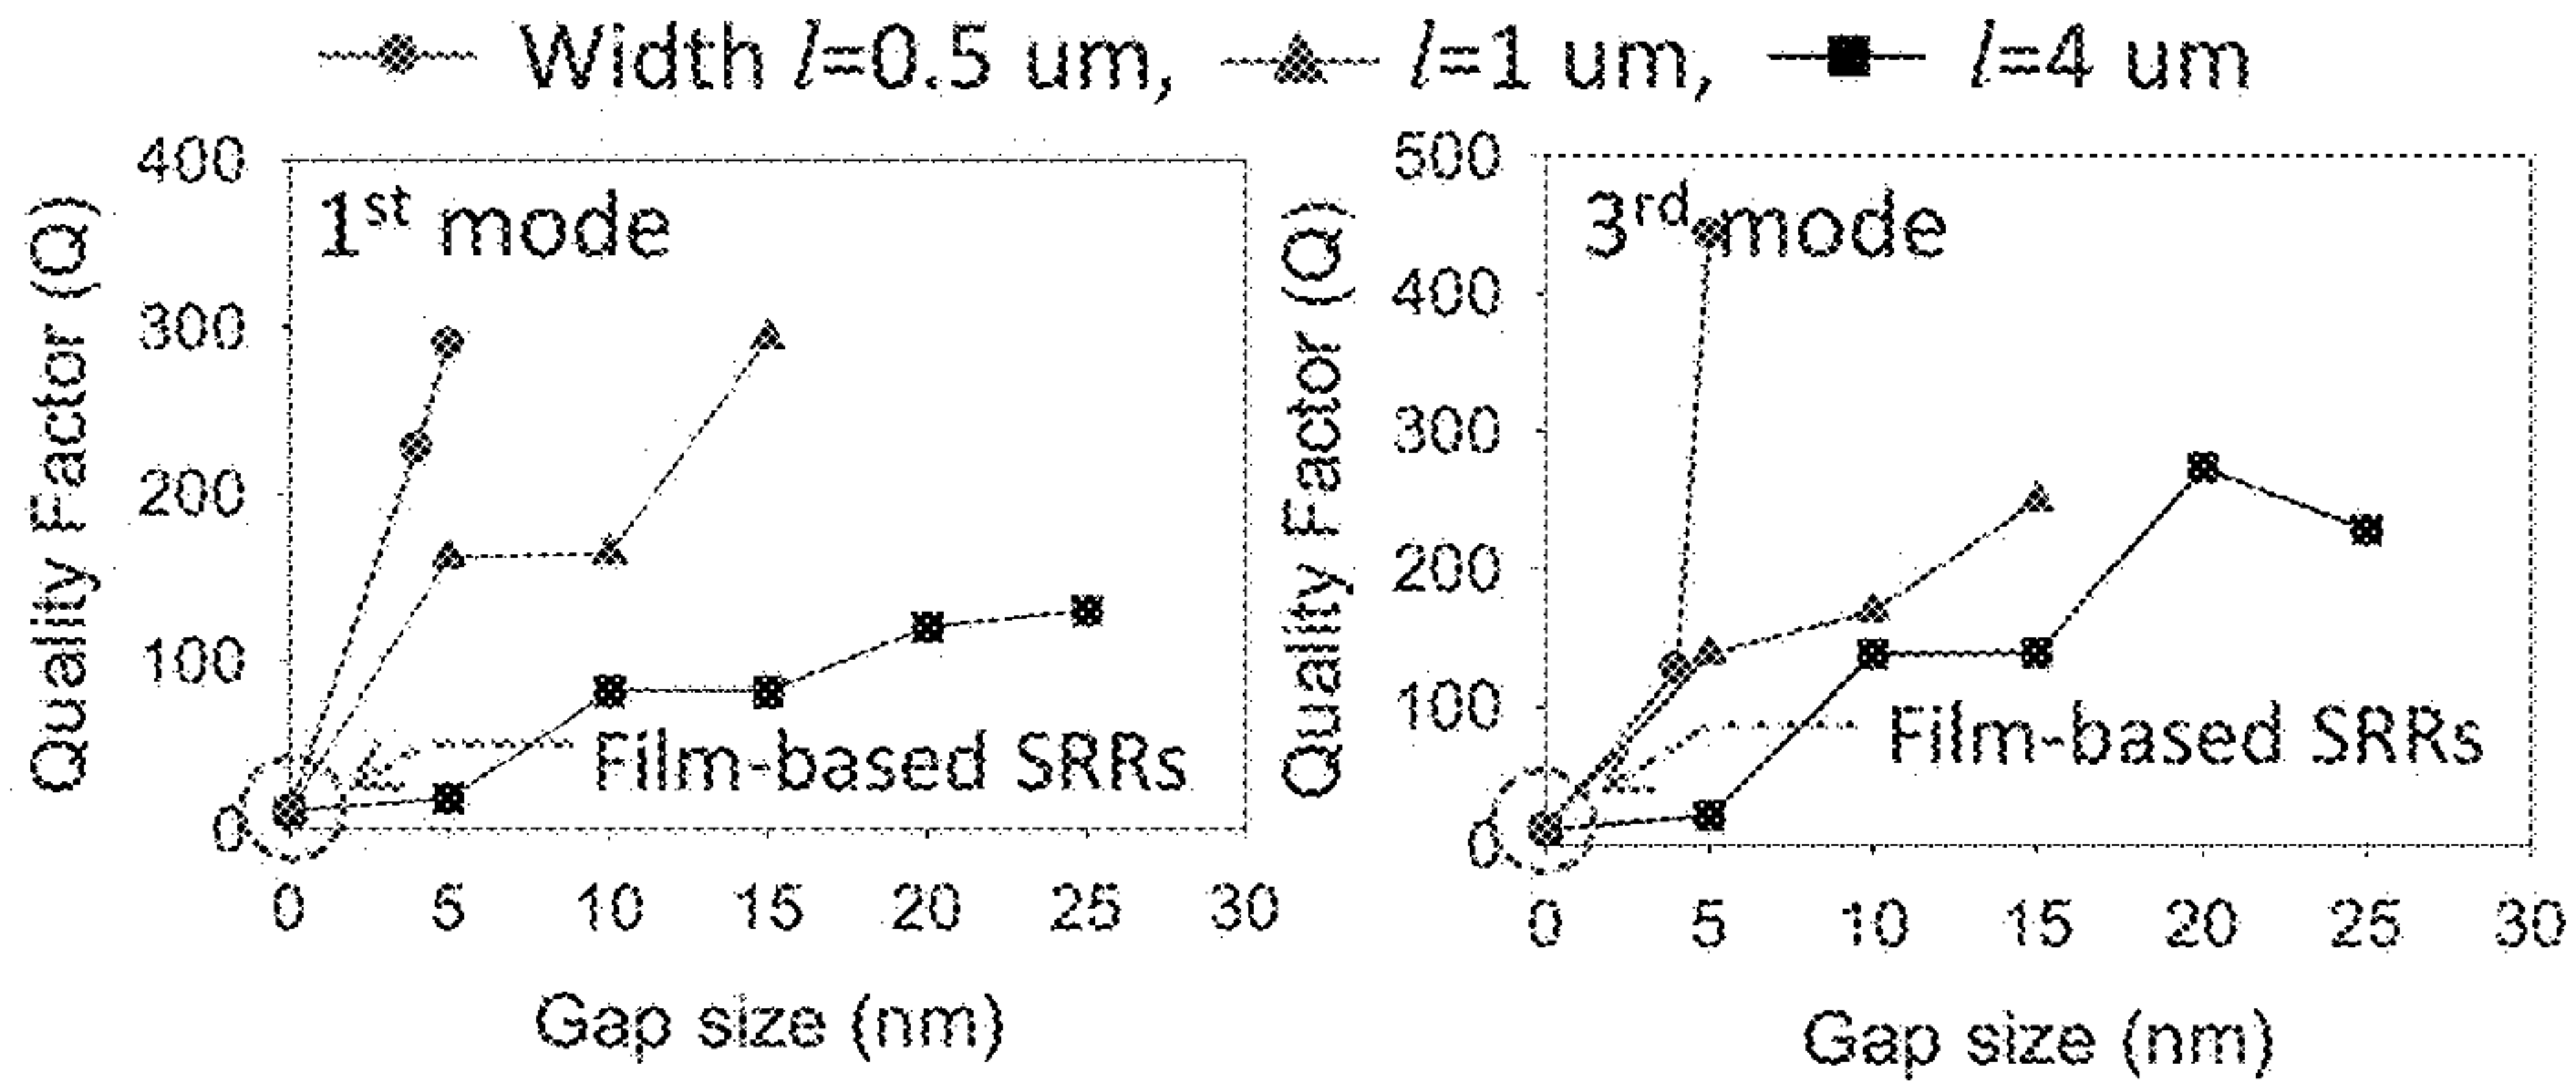 Width l=0.5 um, l=1 um, l=4 um
1st mode
Quality Factor (Q)
400
300
200
100
0
Film-based SRRs
0 5 10 15 20 25 30
Gap size (nm)
3rd mode
Quality Factor (Q)
500
400
300
200
100
0
Film-based SRRs
0 5 10 15 20 25 30
Gap size (nm)